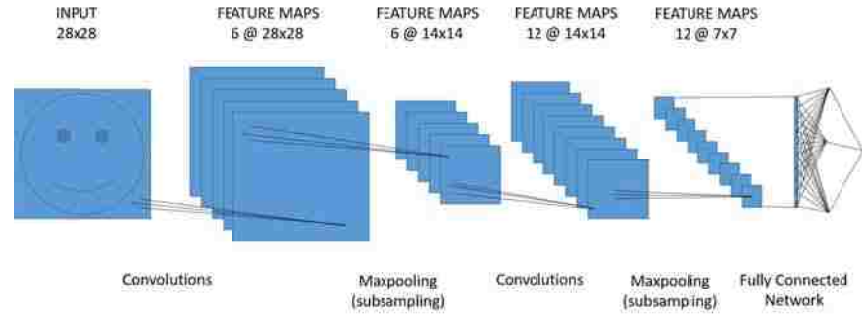 INPUT
28x28
FEATURE MAPS
6 @ 28x28
FEATURE MAPS
6 @ 14x14
FEATURE MAPS
12 @ 14x14
FEATURE MAPS
12 @ 7x7
Convolutions
Maxpooling
(subsampling)
Convolutions
Maxpooling
(subsampling)
Fully Connected
Network